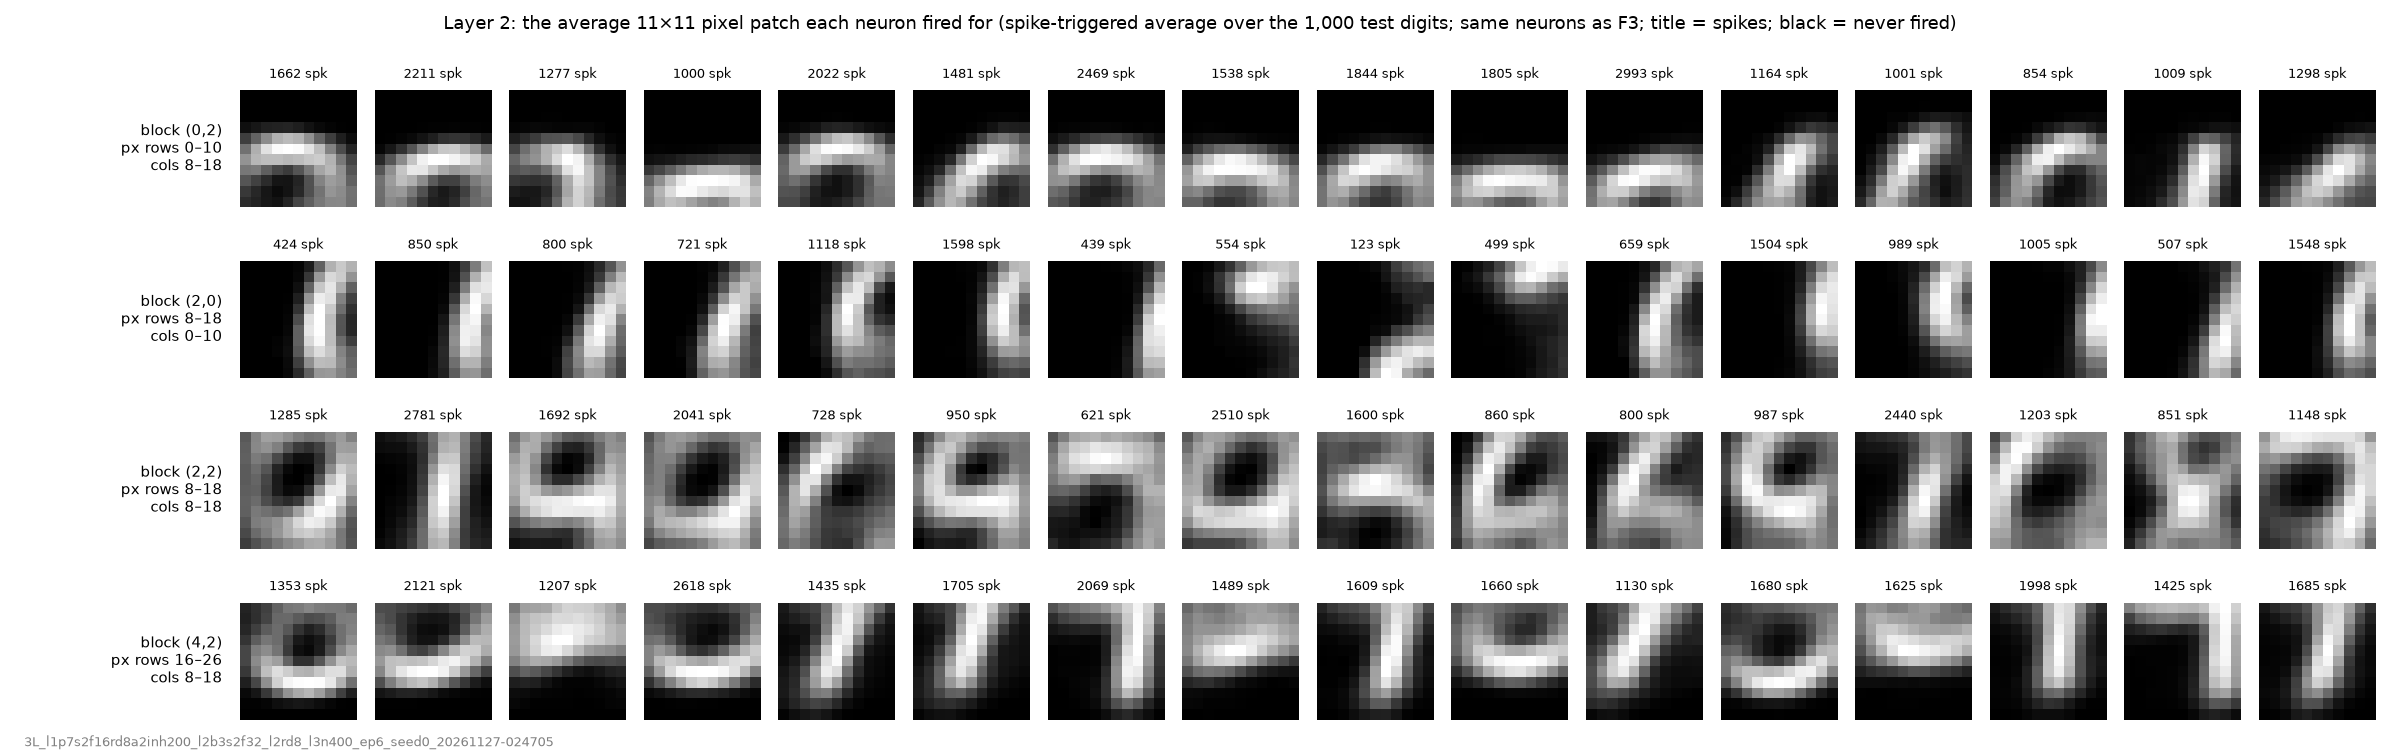 Layer 2: the average 11×11 pixel patch each neuron fired for (spike-triggered average over the 1,000 test digits; same neurons as F3; title = spikes; black = never fired)
1662 spk 2211 spk 1277 spk 1000 spk 2022 spk 1481 spk 2469 spk 1538 spk 1844 spk 1805 spk 2993 spk 1164 spk 1001 spk 854 spk 1009 spk 1298 spk
block (0,2)
px rows 0–10
cols 8–18
424 spk 850 spk 800 spk 721 spk 1118 spk 1598 spk 439 spk 554 spk 123 spk 499 spk 659 spk 1504 spk 989 spk 1005 spk 507 spk 1548 spk
block (2,0)
px rows 8–18
cols 0–10
1285 spk 2781 spk 1692 spk 2041 spk 728 spk 950 spk 621 spk 2510 spk 1600 spk 860 spk 800 spk 987 spk 2440 spk 1203 spk 851 spk 1148 spk
block (2,2)
px rows 8–18
cols 8–18
1353 spk 2121 spk 1207 spk 2618 spk 1435 spk 1705 spk 2069 spk 1489 spk 1609 spk 1660 spk 1130 spk 1680 spk 1625 spk 1998 spk 1425 spk 1685 spk
block (4,2)
px rows 16–26
cols 8–18
3L_l1p7s2f16rd8a2inh200_l2b3s2f32_l2rd8_l3n400_ep6_seed0_20261127-024705